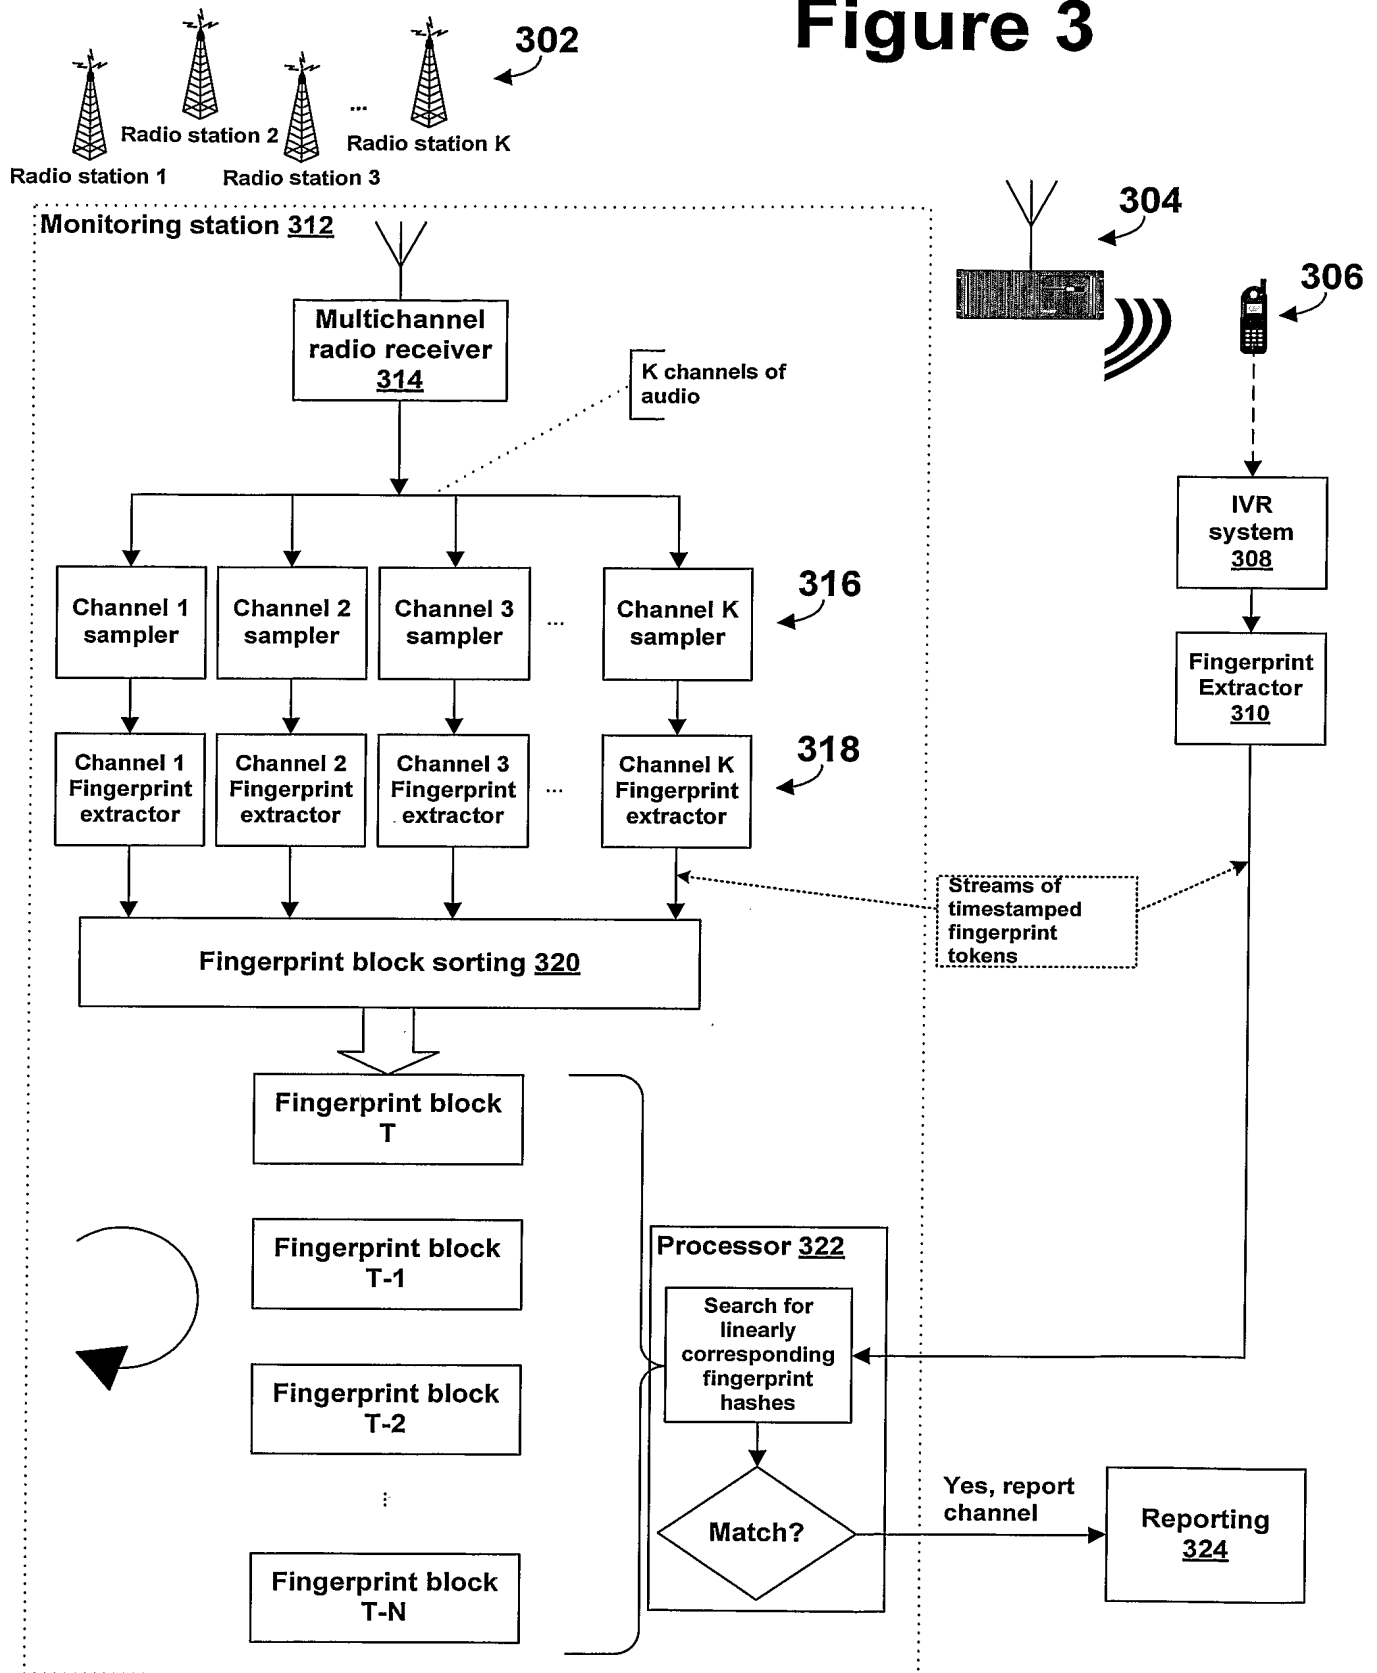 Figure 3
302
Radio station 2
Radio station K
Radio station 1
Radio station 3
304
Monitoring station 312
306
Multichannel
radio receiver
314
K channels of
audio
IVR
system
308
316
Channel 1
sampler
Channel 2
sampler
Channel 3
sampler
...
Channel K
sampler
Fingerprint
Extractor
310
318
Channel 1
Fingerprint
extractor
Channel 2
Fingerprint
extractor
Channel 3
Fingerprint
extractor
...
Channel K
Fingerprint
extractor
Streams of
timestamped
fingerprint
tokens
Fingerprint block sorting 320
Fingerprint block
T
Fingerprint block
T-1
Processor 322
Search for
linearly
corresponding
fingerprint
hashes
Fingerprint block
T-2
...
Match?
Yes, report
channel
Reporting
324
Fingerprint block
T-N